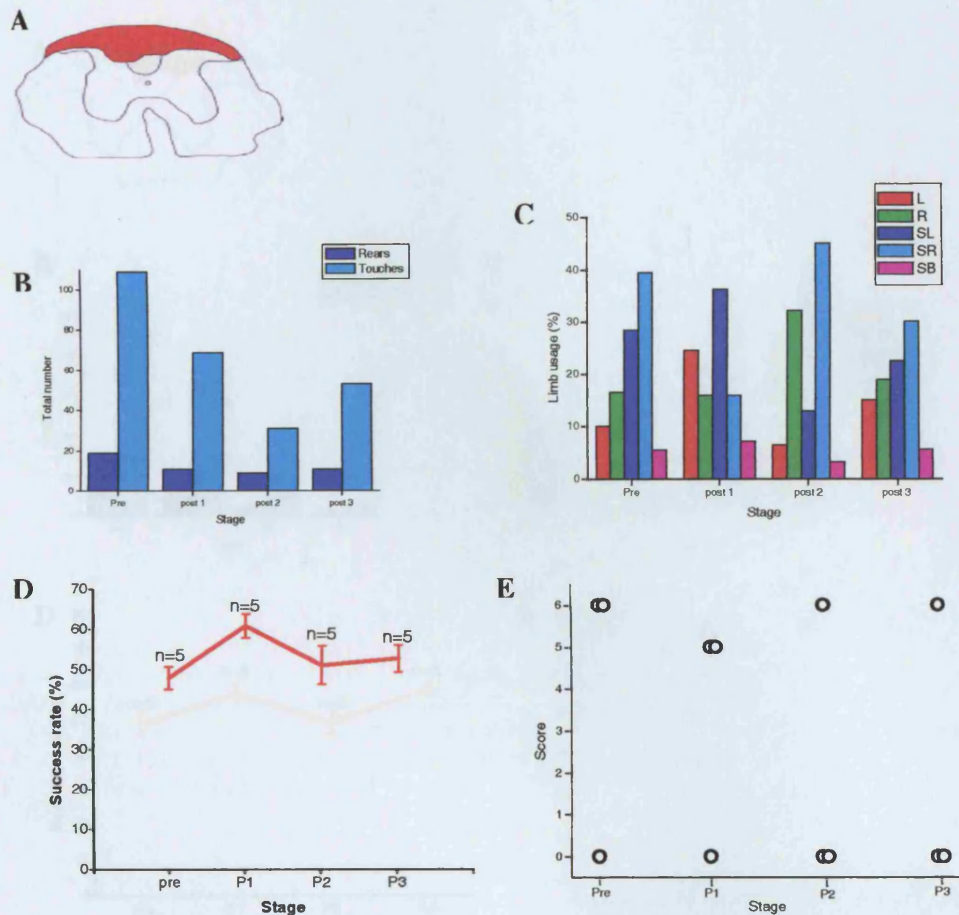 A
B
Rears
Touches
100
80
60
40
20
0
Total number
Pre
post 1
post 2
post 3
Stage
C
L
R
SL
SR
SB
50
40
30
20
10
0
Limb usage (%)
Pre
post 1
post 2
post 3
Stage
D
70
60
50
40
30
20
10
0
Success rate (%)
n=5
n=5
n=5
n=5
pre
P1
P2
P3
Stage
E
6
5
4
3
2
1
0
Score
Pre
P1
P2
P3
Stage